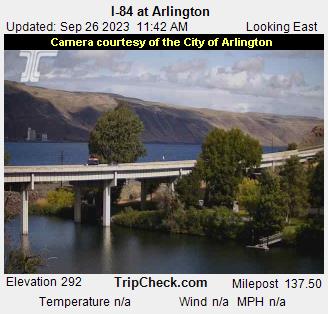 I-84 at Arlington
Updated: Sep 26 2023 11:42 AM Looking East
Camera courtesy of the City of Arlington
Elevation 292 TripCheck.com Milepost 137.50
Temperature n/a Wind n/a MPH n/a